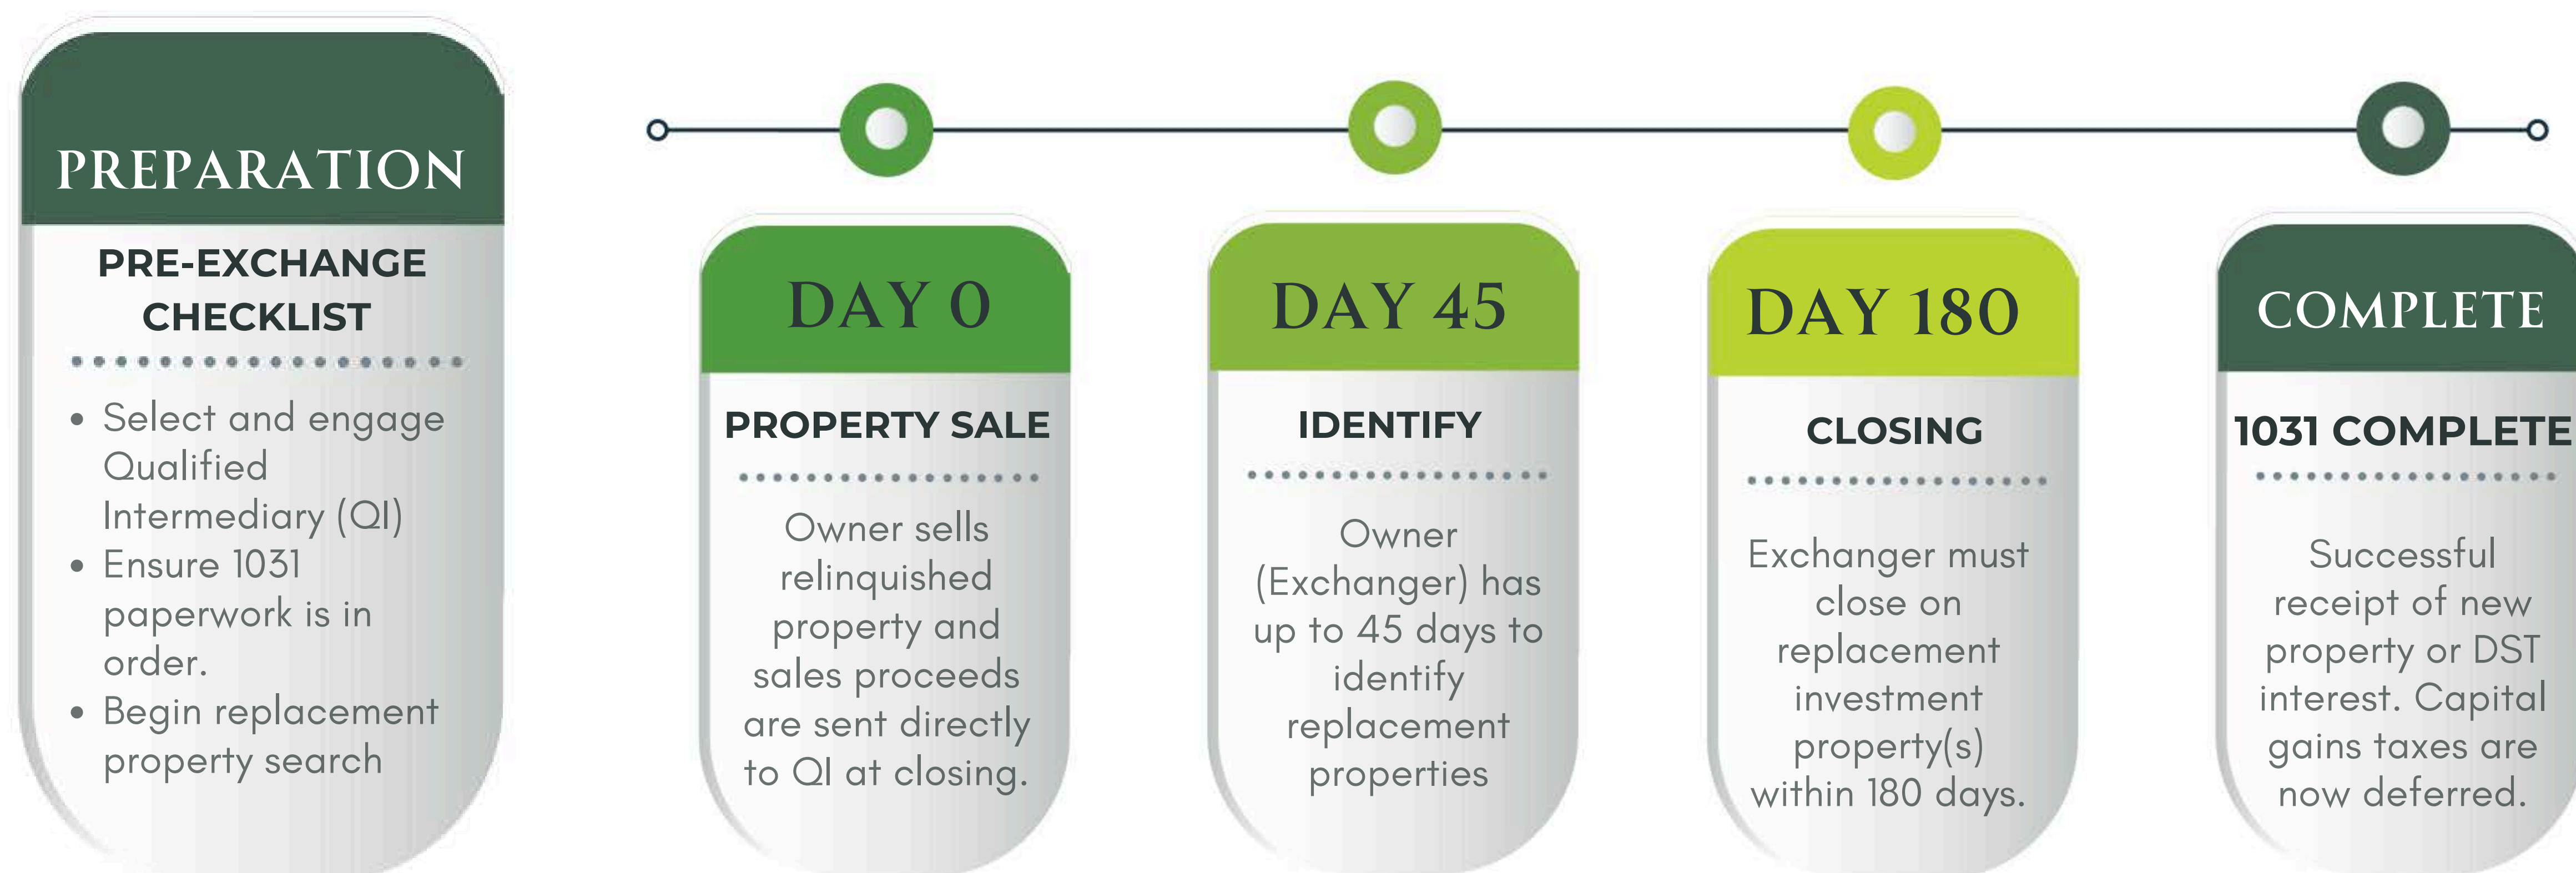 PREPARATION
PRE-EXCHANGE
CHECKLIST
• Select and engage
Qualified
Intermediary (QI)
• Ensure 1031
paperwork is in
order.
• Begin replacement
property search
DAY 0
PROPERTY SALE
Owner sells
relinquished
property and
sales proceeds
are sent directly
to QI at closing.
DAY 45
IDENTIFY
Owner
(Exchanger) has
up to 45 days to
identify
replacement
properties
DAY 180
CLOSING
Exchanger must
close on
replacement
investment
property(s)
within 180 days.
COMPLETE
1031 COMPLETE
Successful
receipt of new
property or DST
interest. Capital
gains taxes are
now deferred.